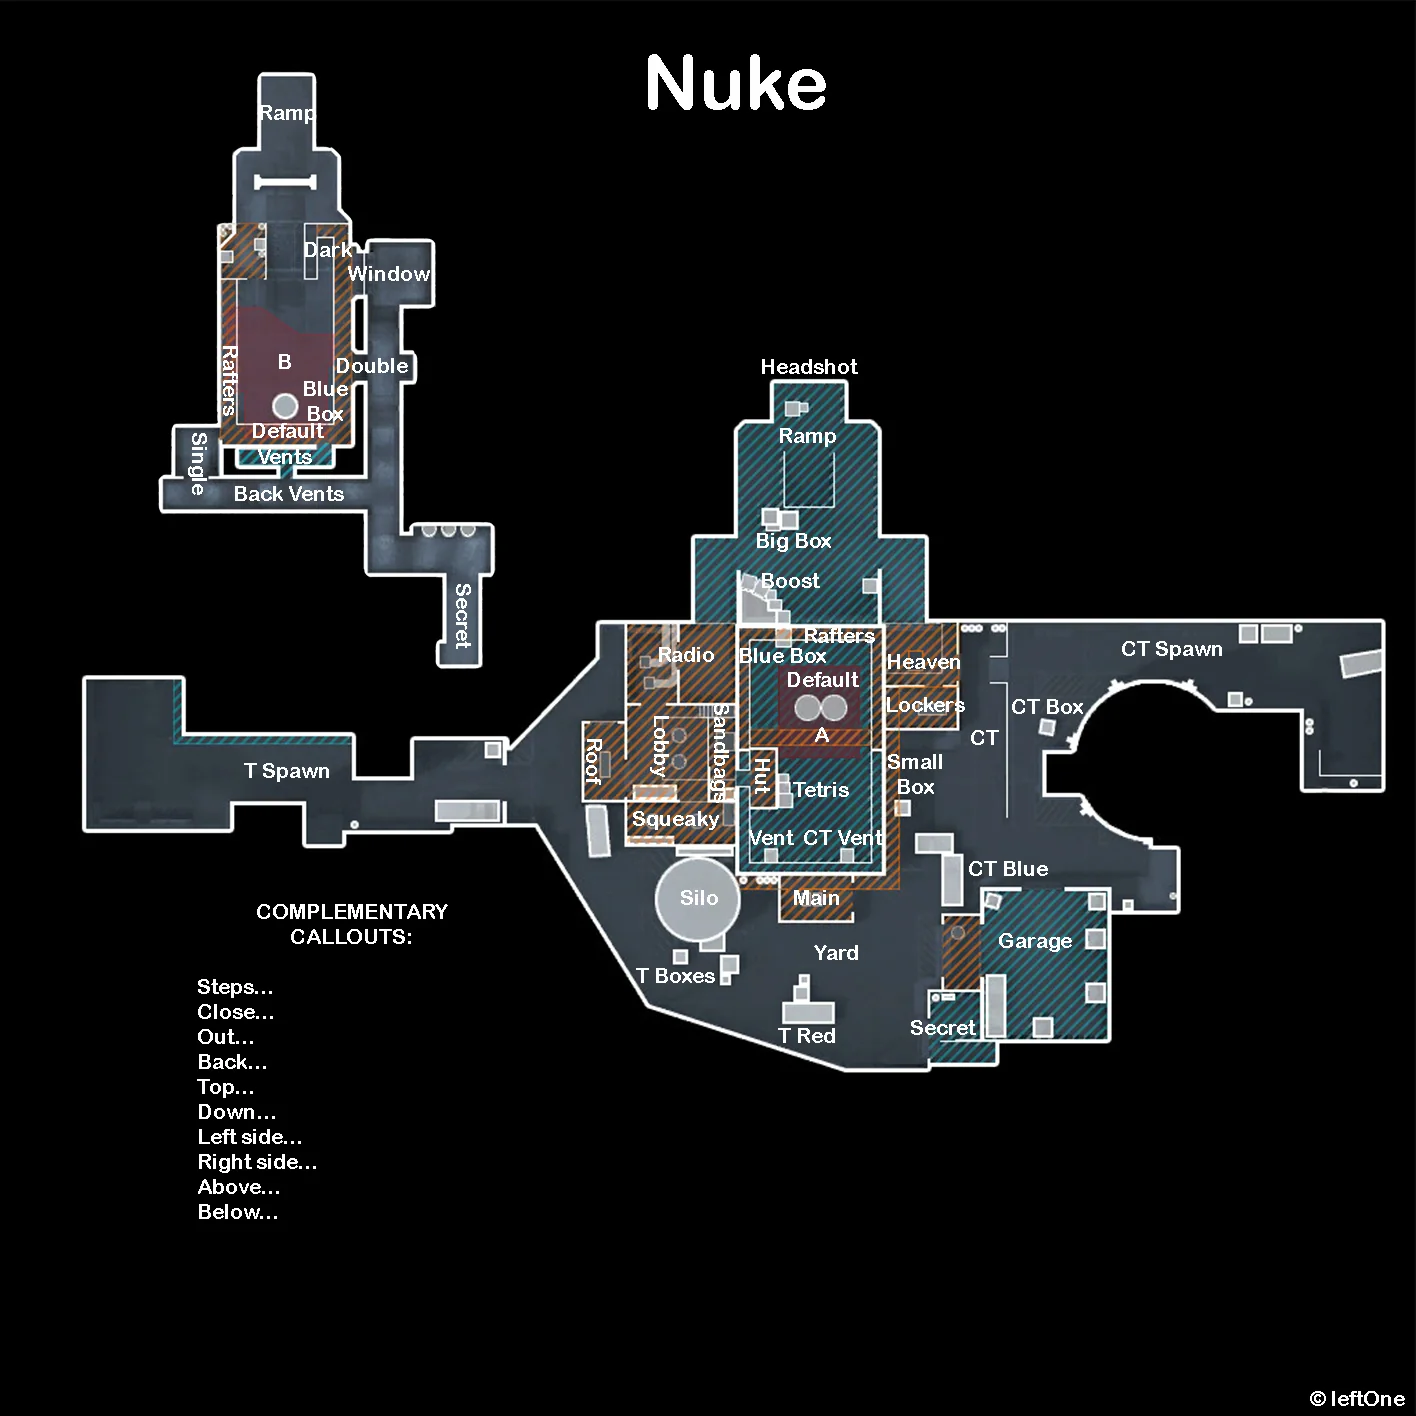 Nuke
Ramp
Dark
Window
Rafters
B
Double
Blue
Box
Default
Single
Vents
Back Vents
Secret
Headshot
Ramp
Big Box
Boost
Rafters
Radio
Blue Box
Heaven
Default
Lockers
CT Spawn
CT Box
Roof
Lobby
Sandbags
A
CT
T Spawn
Hut
Tetris
Small
Box
Squeaky
Vent
CT Vent
CT Blue
Silo
Main
Yard
Garage
T Boxes
T Red
Secret
COMPLEMENTARY
CALLOUTS:
Steps...
Close...
Out...
Back...
Top...
Down...
Left side...
Right side...
Above...
Below...
© leftOne